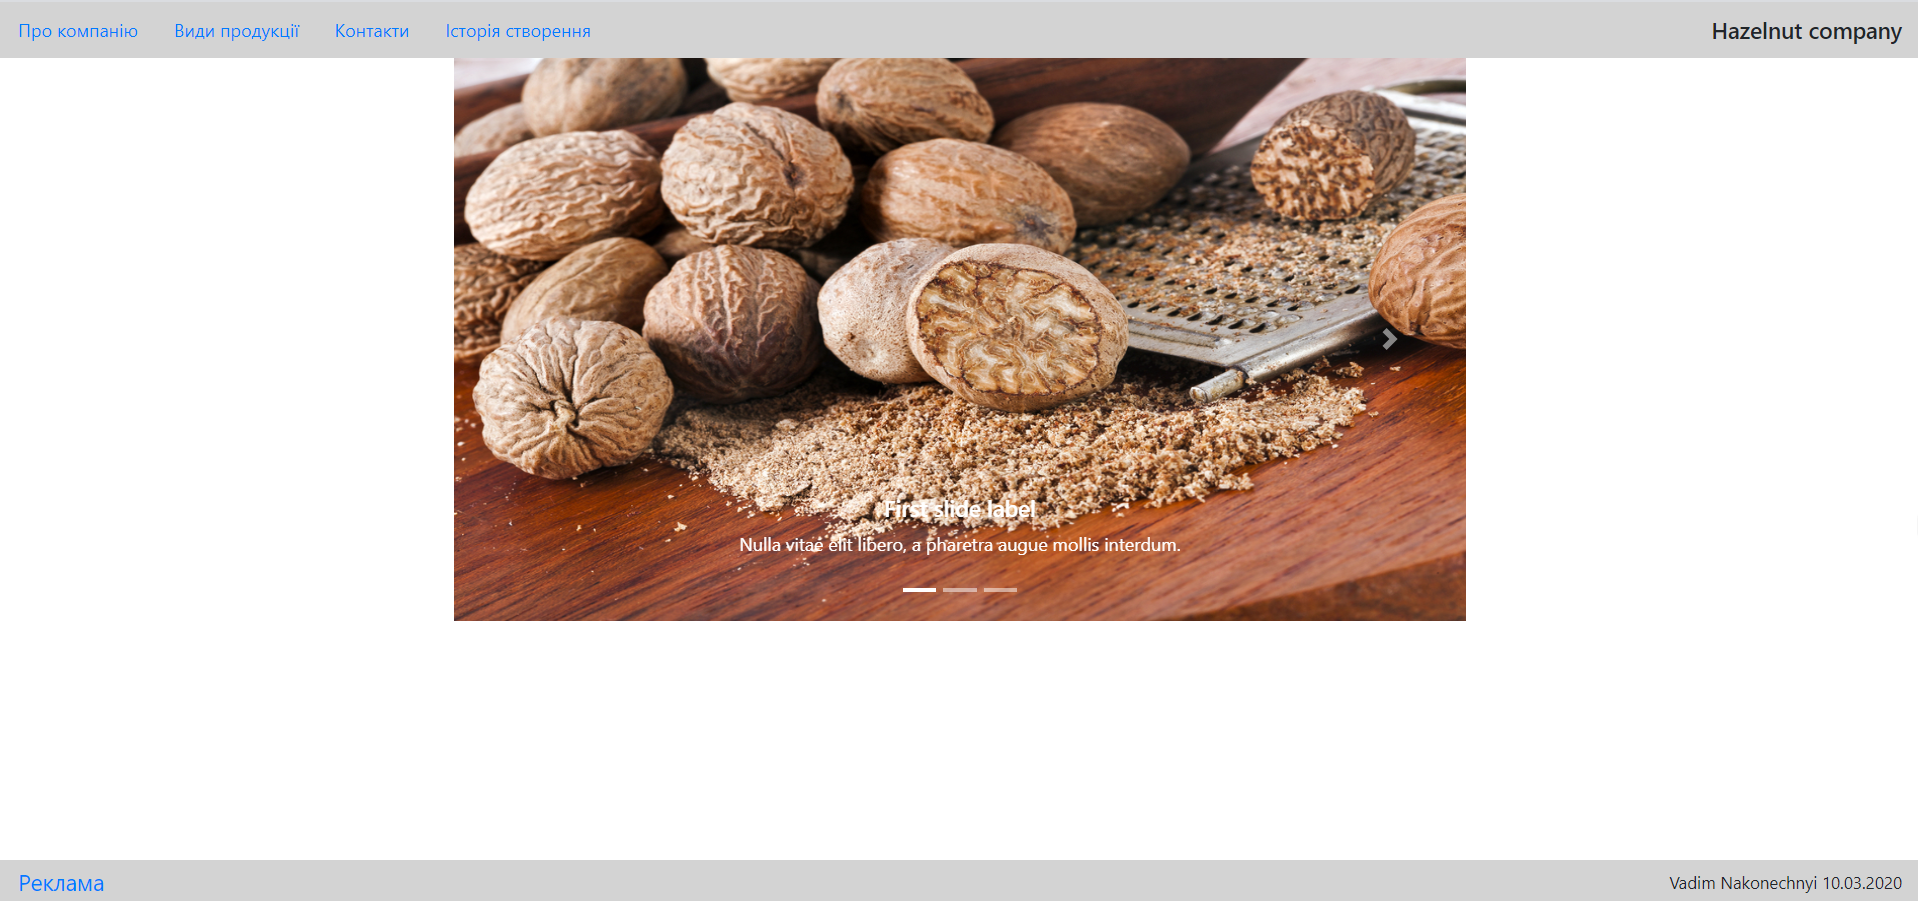 Про компанію Види продукції Контакти Історія створення Hazelnut company
First slide label
Nulla vitae elit libero, a pharetra augue mollis interdum.
Реклама Vadim Nakonechnyi 10.03.2020